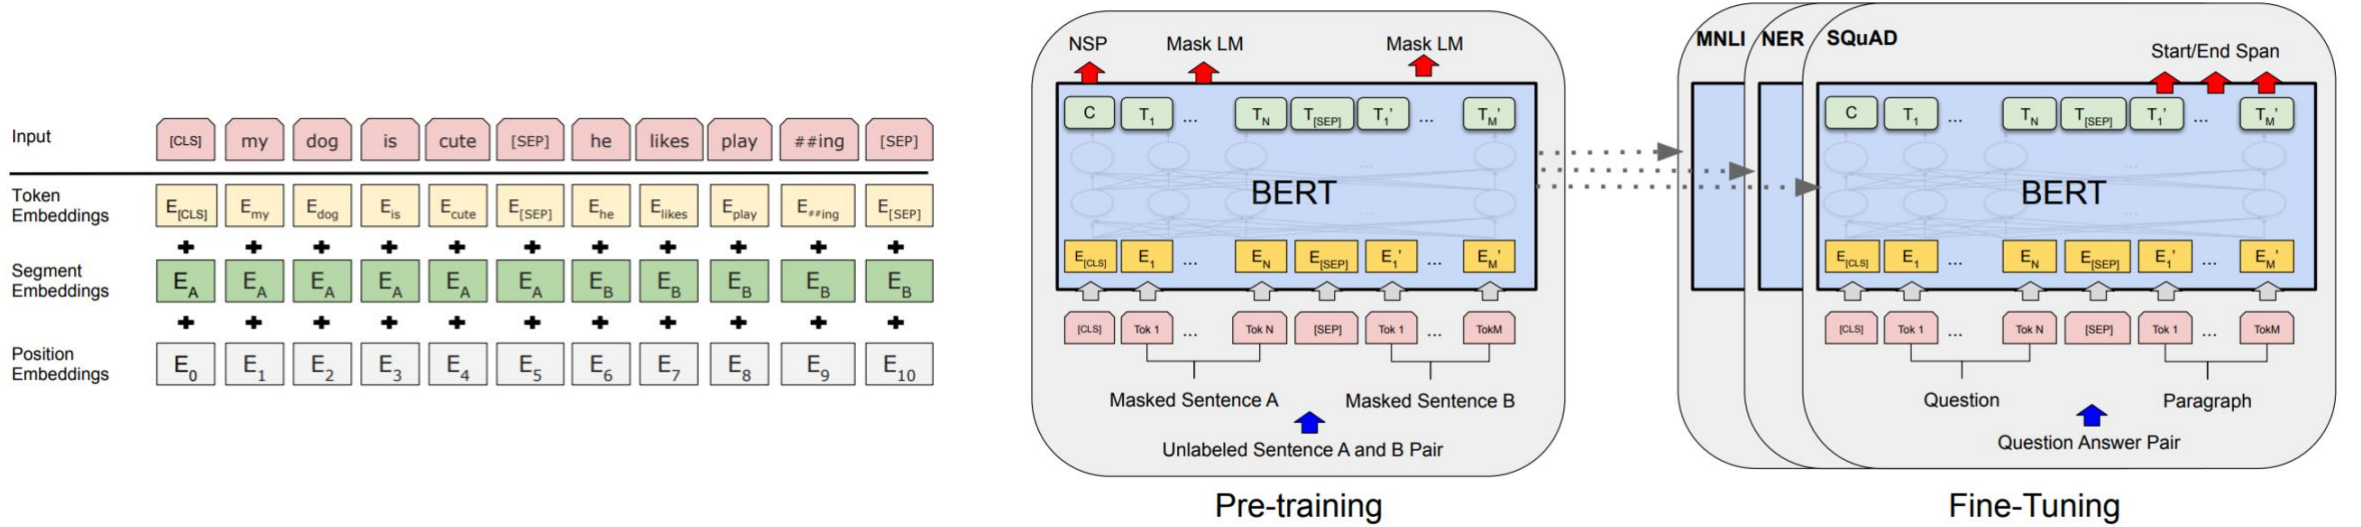 Input [CLS] my dog is cute [SEP] he likes play ##ing [SEP]
Token
Embeddings
E[CLS] Emy Edog Eis Ecute E[SEP] Ehe Elikes Eplay E##ing E[SEP]
+ + + + + + + + + + +
Segment
Embeddings
EA EA EA EA EA EA EB EB EB EB EB
+ + + + + + + + + + +
Position
Embeddings
E0 E1 E2 E3 E4 E5 E6 E7 E8 E9 E10
NSP Mask LM Mask LM
C T1 ... TN T[SEP] T1' ... TM'
...
BERT
...
E[CLS] E1 ... EN E[SEP] E1' ... EM'
[CLS] Tok 1 ... Tok N [SEP] Tok 1 ... TokM
Masked Sentence A Masked Sentence B
Unlabeled Sentence A and B Pair
Pre-training
MNLI NER SQuAD
Start/End Span
C T1 ... TN T[SEP] T1' ... TM'
...
BERT
...
E[CLS] E1 ... EN E[SEP] E1' ... EM'
[CLS] Tok 1 ... Tok N [SEP] Tok 1 ... TokM
Question Paragraph
Question Answer Pair
Fine-Tuning